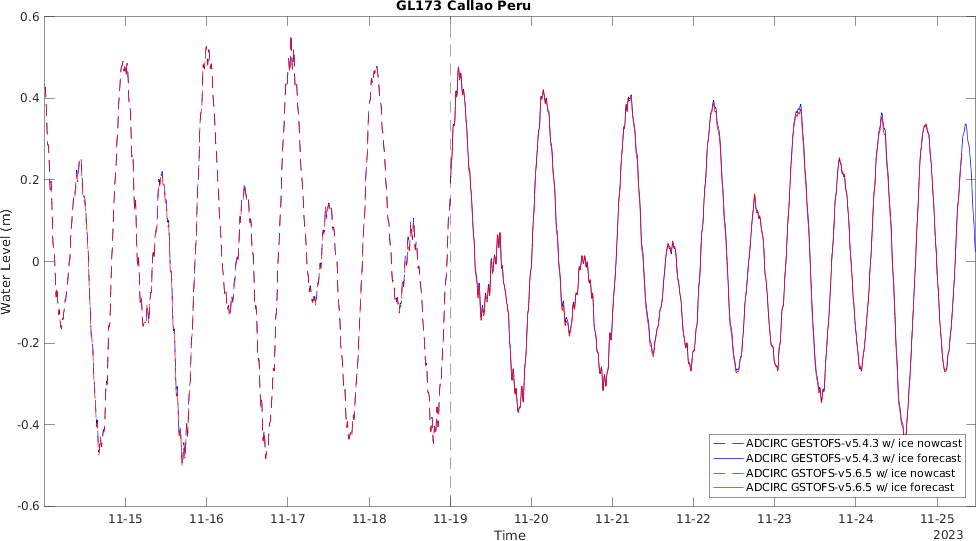 GL173 Callao Peru
0.6
0.4
0.2
0
-0.2
-0.4
-0.6
Water Level (m)
ADCIRC GESTOFS-v5.4.3 w/ ice nowcast
ADCIRC GESTOFS-v5.4.3 w/ ice forecast
ADCIRC GSTOFS-v5.6.5 w/ ice nowcast
ADCIRC GSTOFS-v5.6.5 w/ ice forecast
11-15 11-16 11-17 11-18 11-19 11-20 11-21 11-22 11-23 11-24 11-25
Time
2023